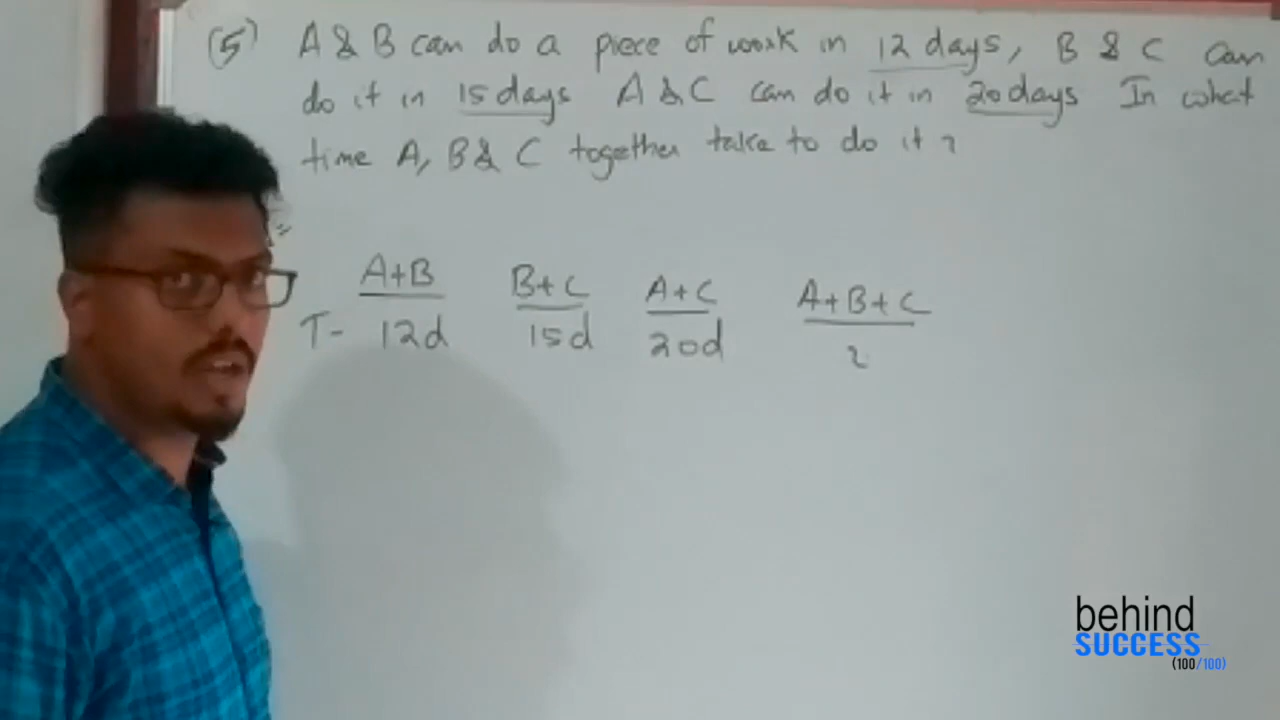 (5) A & B can do a piece of work in 12 days, B & C can
do it in 15 days A & C can do it in 20 days In what
time A, B & C together take to do it ?
A+B B+C A+C A+B+C
T- 12d 15d 20d ?
behind
SUCCESS
(100/100)